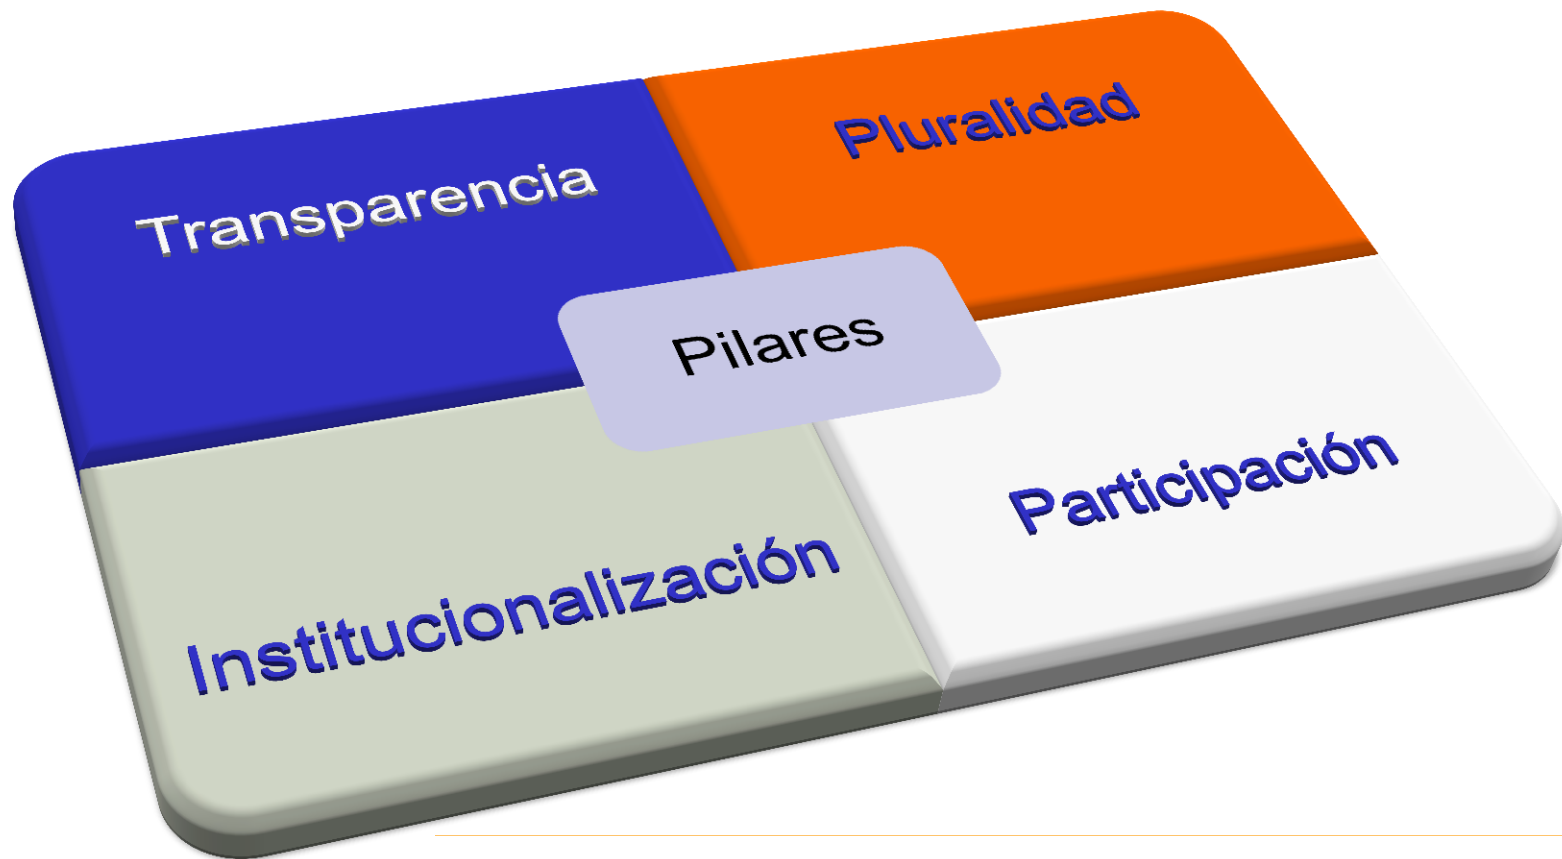 Transparencia
Pluralidad
Pilares
Institucionalización
Participación